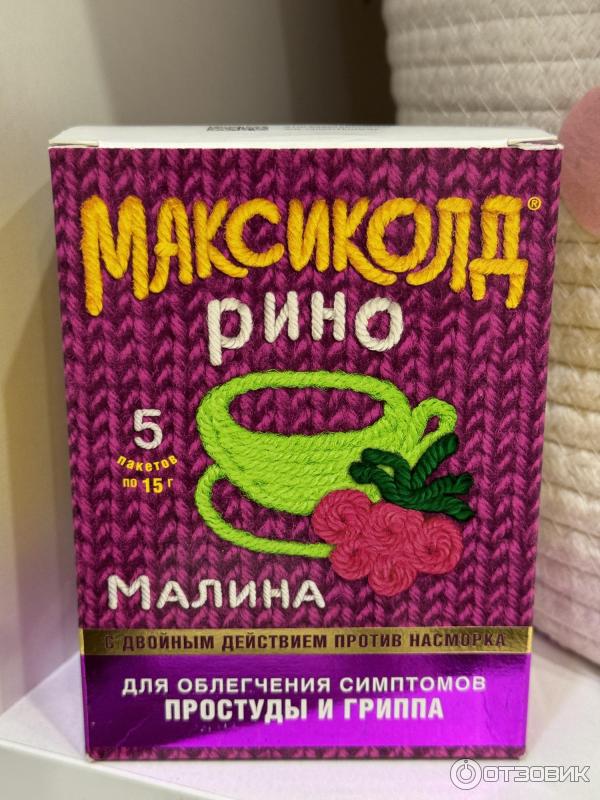 МАКСИКОЛД®
РИНО
5
пакетов
по 15 г
МАЛИНА
С ДВОЙНЫМ ДЕЙСТВИЕМ ПРОТИВ НАСМОРКА
ДЛЯ ОБЛЕГЧЕНИЯ СИМПТОМОВ
ПРОСТУДЫ И ГРИППА
ОТЗОВИК